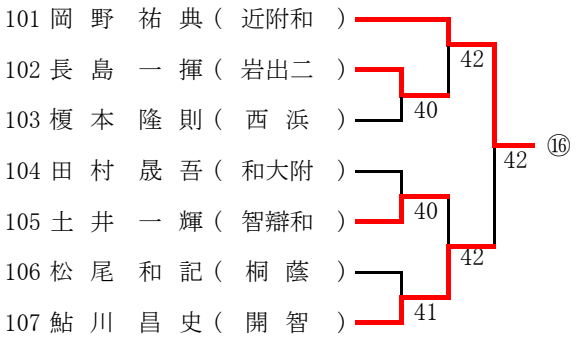 101 岡 野 祐 典 ( 近附和 )
42
102 長 島 一 揮 ( 岩出二 )
40
103 榎 本 隆 則 ( 西 浜 )
42 ⑯
104 田 村 晟 吾 ( 和大附 )
40
105 土 井 一 輝 ( 智辯和 )
42
106 松 尾 和 記 ( 桐 蔭 )
41
107 鮎 川 昌 史 ( 開 智 )